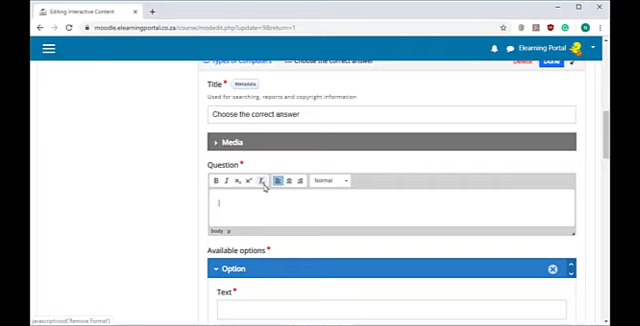 Editing Interactive Content
moodle.elearningportal.co.za/course/modedit.php?update=9&return=1
Elearning Portal
Types of Computers
Choose the correct answer
Delete
Done
Title * Metadata
Used for searching, reports and copyright information
Choose the correct answer
Media
Question *
B I x₂ x² Normal
body p
Available options *
Option
Text *
javascript:void('Remove Format')